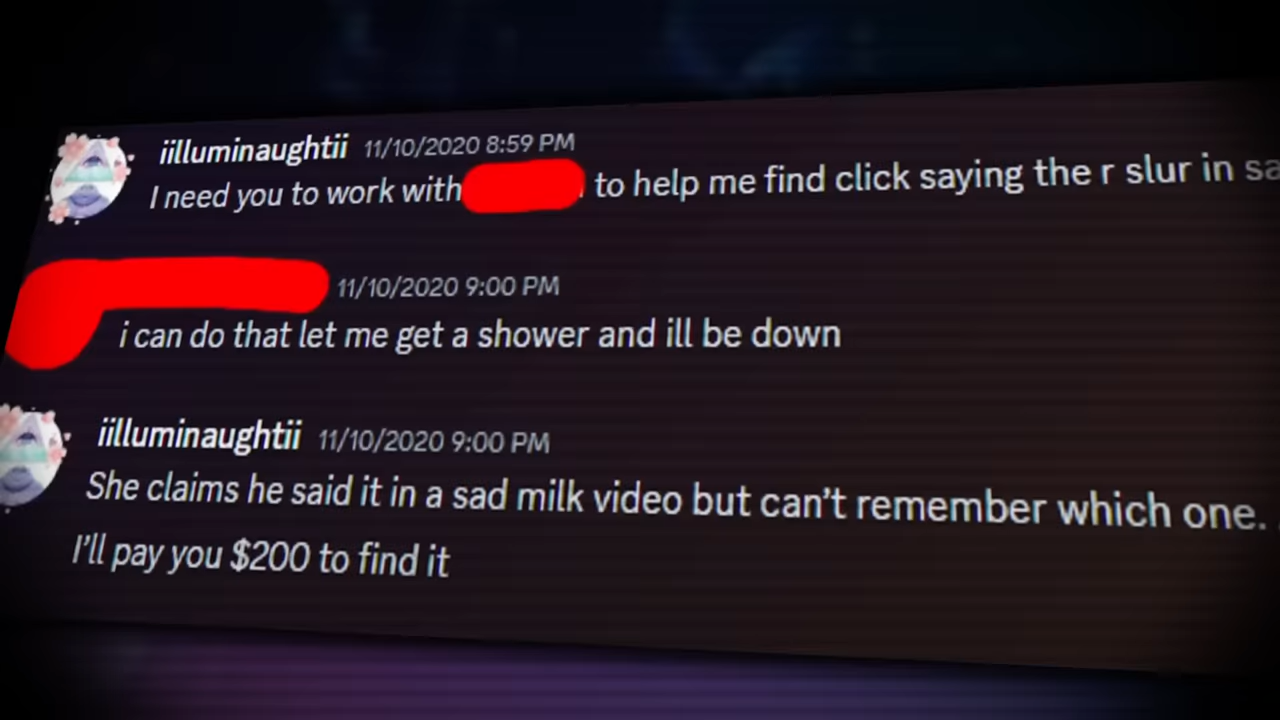 iilluminaughtii 11/10/2020 8:59 PM
I need you to work with to help me find click saying the r slur in sa
11/10/2020 9:00 PM
i can do that let me get a shower and ill be down
iilluminaughtii 11/10/2020 9:00 PM
She claims he said it in a sad milk video but can't remember which one.
I'll pay you $200 to find it